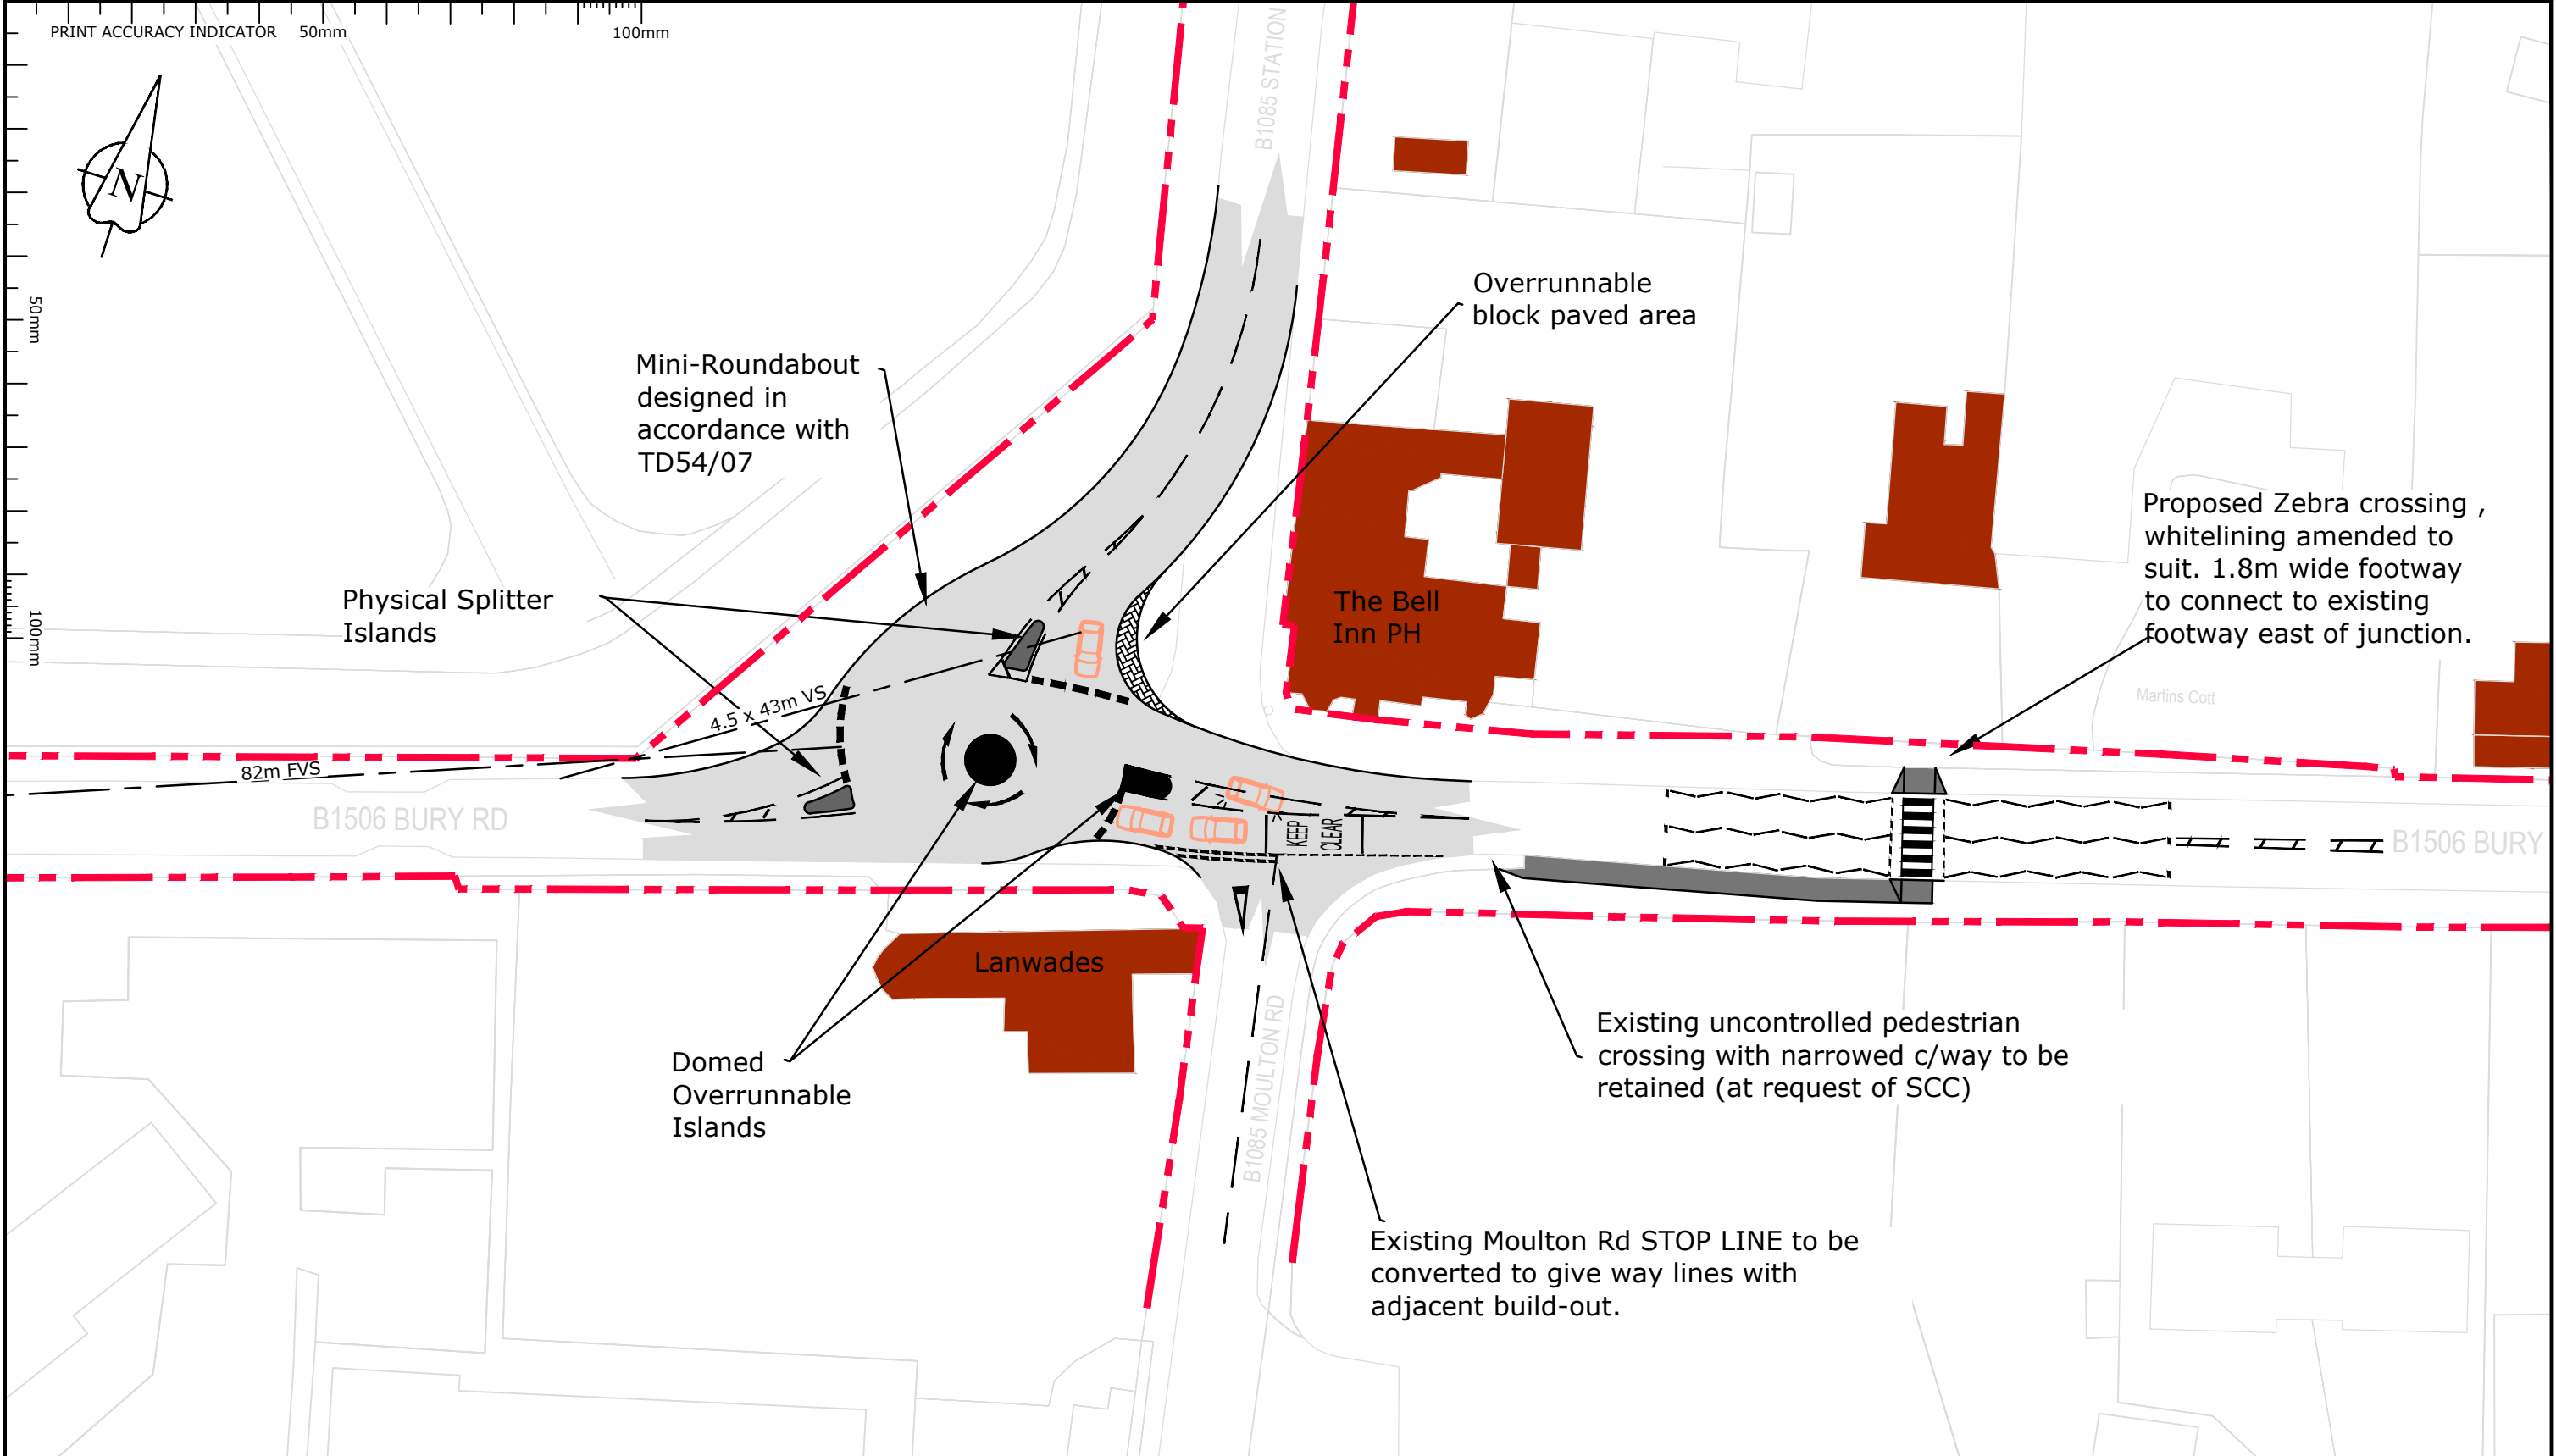 PRINT ACCURACY INDICATOR 50mm 100mm
50mm
100mm
N
B1085 STATION
Overrunnable
block paved area
Mini-Roundabout
designed in
accordance with
TD54/07
Proposed Zebra crossing ,
whitelining amended to
suit. 1.8m wide footway
to connect to existing
footway east of junction.
Physical Splitter
Islands
The Bell
Inn PH
Martins Cott
4.5 x 43m VS
82m FVS
B1506 BURY RD
KEEP
CLEAR
B1506 BURY
Lanwades
B1085 MOULTON RD
Domed
Overrunnable
Islands
Existing uncontrolled pedestrian
crossing with narrowed c/way to be
retained (at request of SCC)
Existing Moulton Rd STOP LINE to be
converted to give way lines with
adjacent build-out.